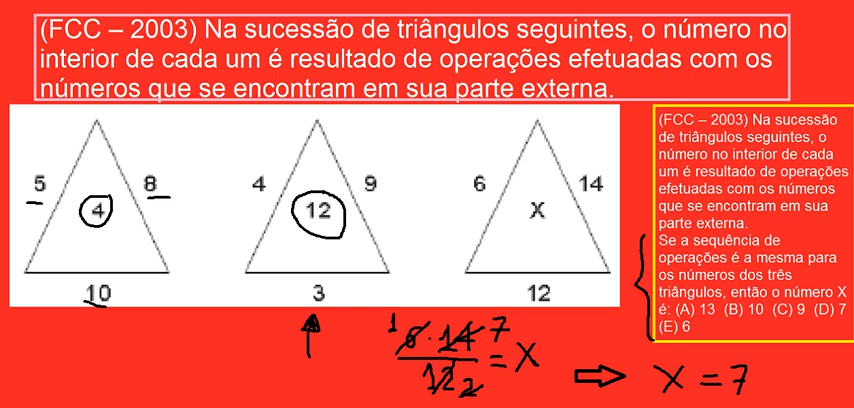 (FCC – 2003) Na sucessão de triângulos seguintes, o número no
interior de cada um é resultado de operações efetuadas com os
números que se encontram em sua parte externa.
5 8
4
10
4 9
12
3
6 14
X
12
(FCC – 2003) Na sucessão
de triângulos seguintes, o
número no interior de cada
um é resultado de operações
efetuadas com os números
que se encontram em sua
parte externa.
Se a sequência de
operações é a mesma para
os números dos três
triângulos, então o número X
é: (A) 13 (B) 10 (C) 9 (D) 7
(E) 6
1 6 · 14 7
12 2
= X
⇒ X = 7